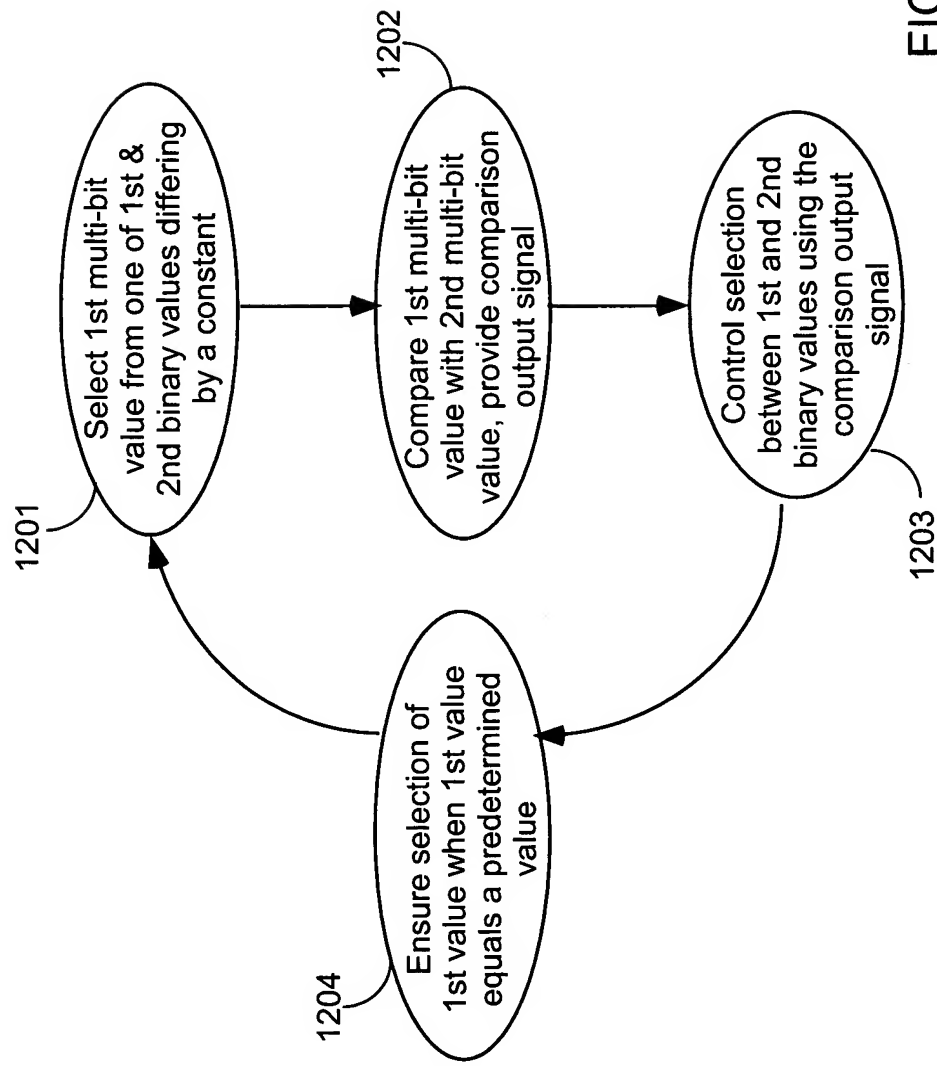 1201
Select 1st multi-bit
value from one of 1st &
2nd binary values differing
by a constant
1202
Compare 1st multi-bit
value with 2nd multi-bit
value, provide comparison
output signal
1203
Control selection
between 1st and 2nd
binary values using the
comparison output
signal
1204
Ensure selection of
1st value when 1st value
equals a predetermined
value